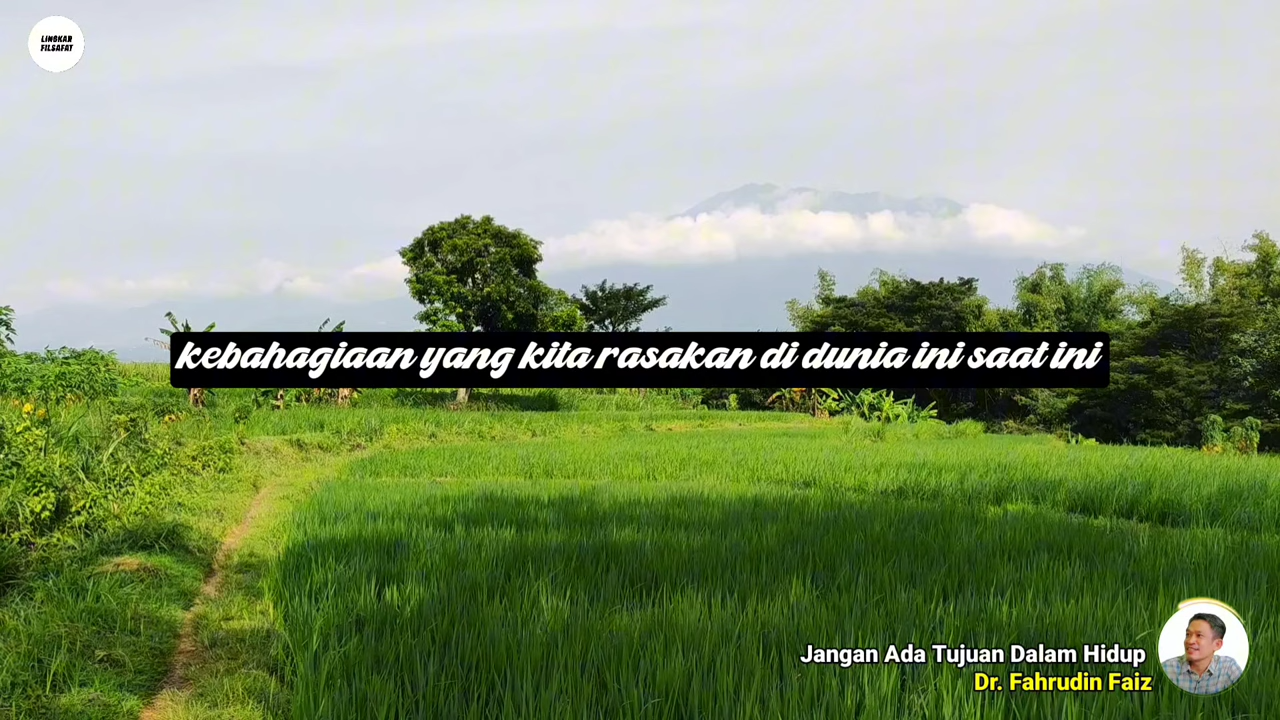 LINGKAR
FILSAFAT
kebahagiaan yang kita rasakan di dunia ini saat ini
Jangan Ada Tujuan Dalam Hidup
Dr. Fahrudin Faiz